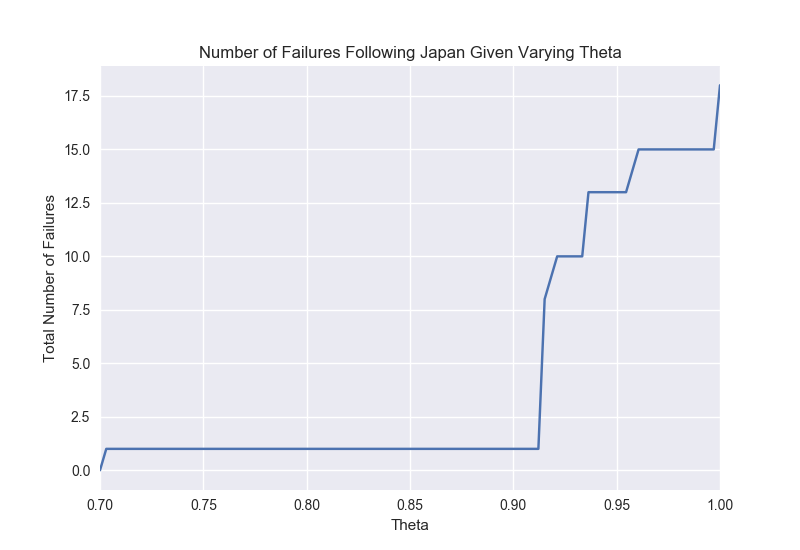 Number of Failures Following Japan Given Varying Theta
17.5
15.0
12.5
10.0
7.5
5.0
2.5
0.0
Total Number of Failures
0.70 0.75 0.80 0.85 0.90 0.95 1.00
Theta